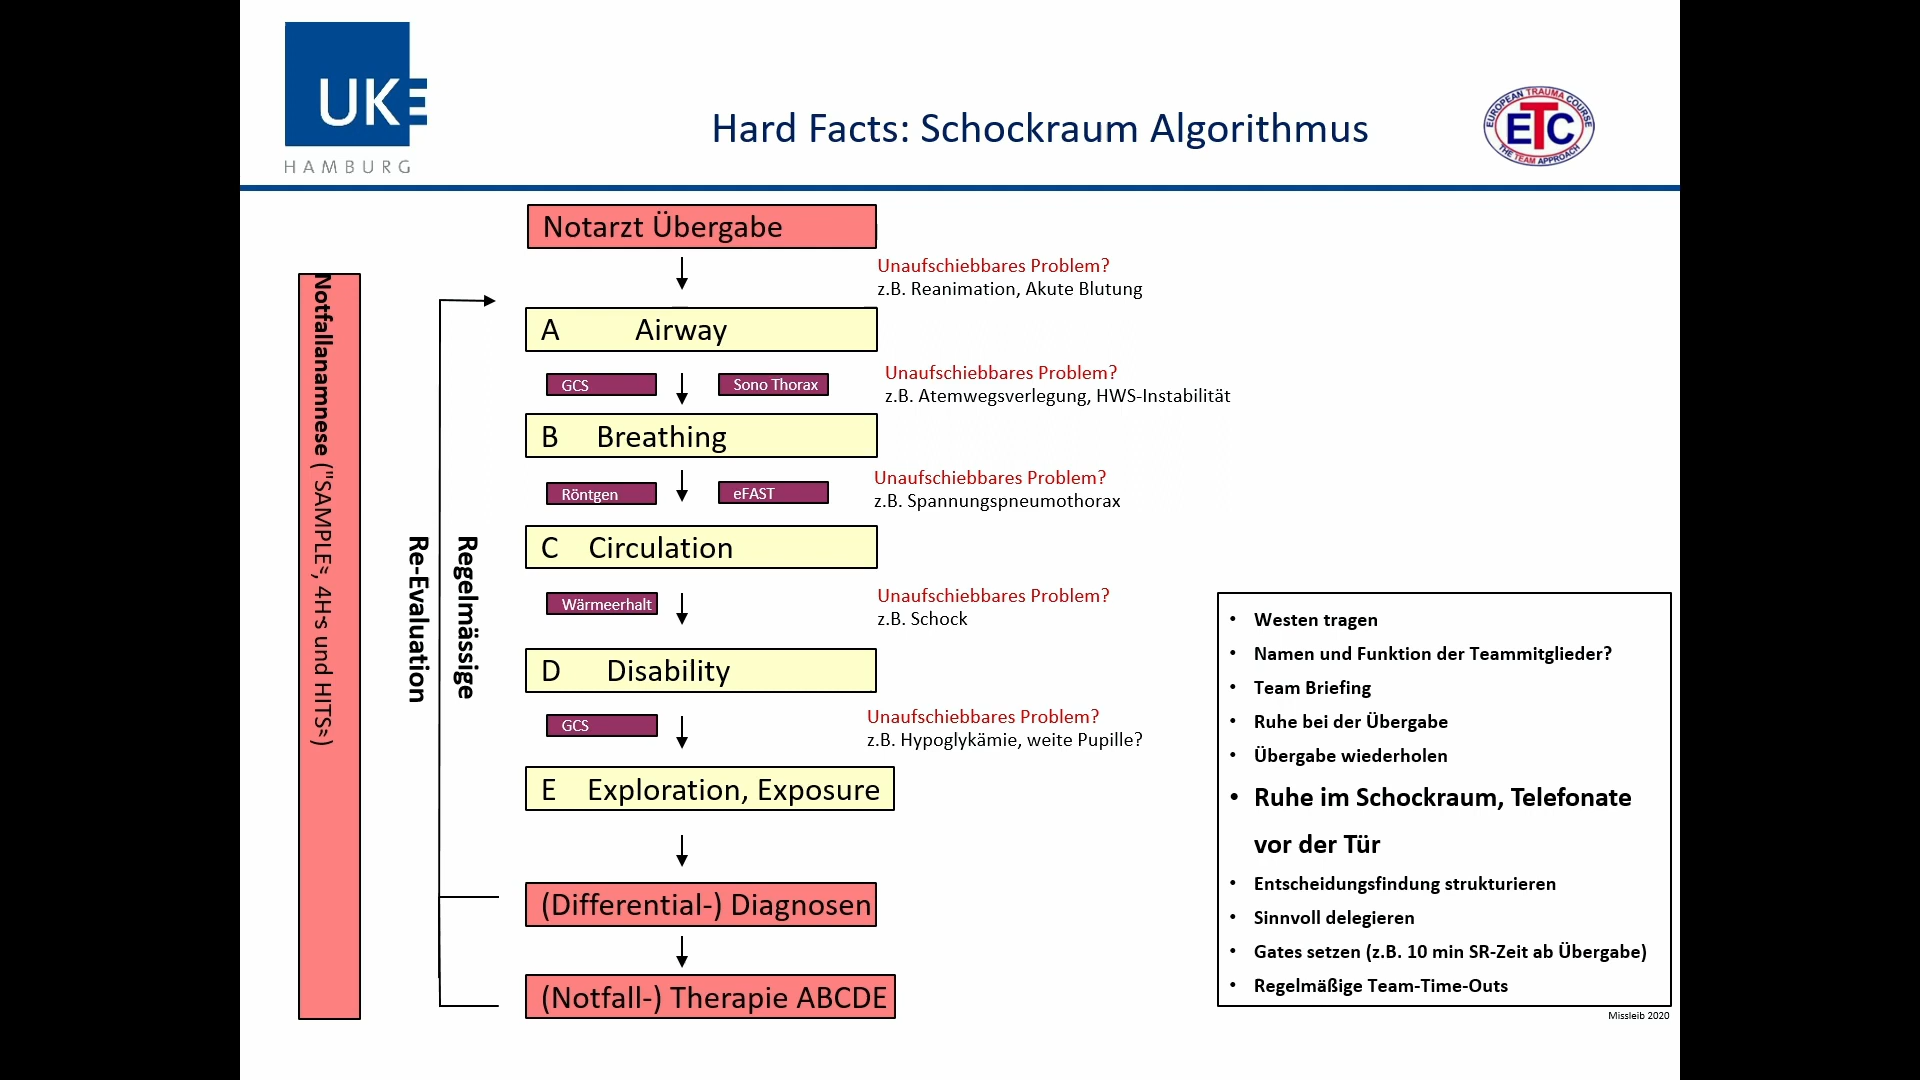 UKE
HAMBURG
Hard Facts: Schockraum Algorithmus
EUROPEAN TRAUMA COURSE
ETC
THE TEAM APPROACH
Notarzt Übergabe
Unaufschiebbares Problem?
z.B. Reanimation, Akute Blutung
Notfallanamnese ("SAMPLE", 4H's und HITS")
Regelmässige
Re-Evaluation
A Airway
GCS
Sono Thorax
Unaufschiebbares Problem?
z.B. Atemwegsverlegung, HWS-Instabilität
B Breathing
Röntgen
eFAST
Unaufschiebbares Problem?
z.B. Spannungspneumothorax
C Circulation
Wärmeerhalt
Unaufschiebbares Problem?
z.B. Schock
D Disability
GCS
Unaufschiebbares Problem?
z.B. Hypoglykämie, weite Pupille?
E Exploration, Exposure
(Differential-) Diagnosen
(Notfall-) Therapie ABCDE
• Westen tragen
• Namen und Funktion der Teammitglieder?
• Team Briefing
• Ruhe bei der Übergabe
• Übergabe wiederholen
• Ruhe im Schockraum, Telefonate
vor der Tür
• Entscheidungsfindung strukturieren
• Sinnvoll delegieren
• Gates setzen (z.B. 10 min SR-Zeit ab Übergabe)
• Regelmäßige Team-Time-Outs
Missleib 2020